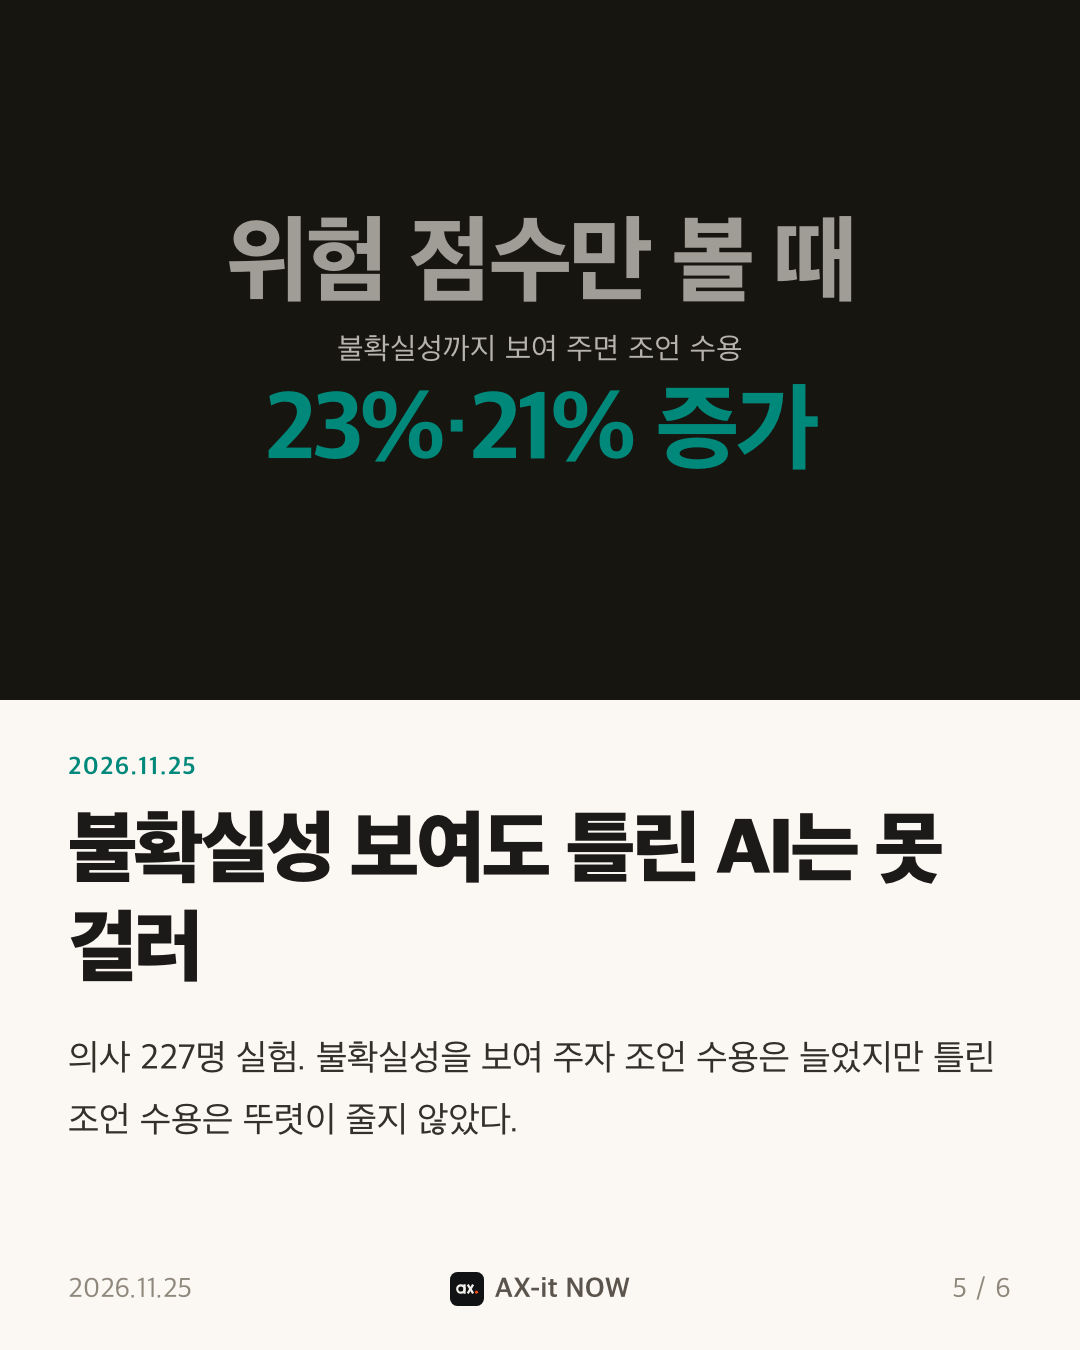 위험 점수만 볼 때
불확실성까지 보여 주면 조언 수용
23%·21% 증가
2026.11.25
불확실성 보여도 틀린 AI는 못
걸러
의사 227명 실험. 불확실성을 보여 주자 조언 수용은 늘었지만 틀린
조언 수용은 뚜렷이 줄지 않았다.
2026.11.25
ax. AX-it NOW
5 / 6